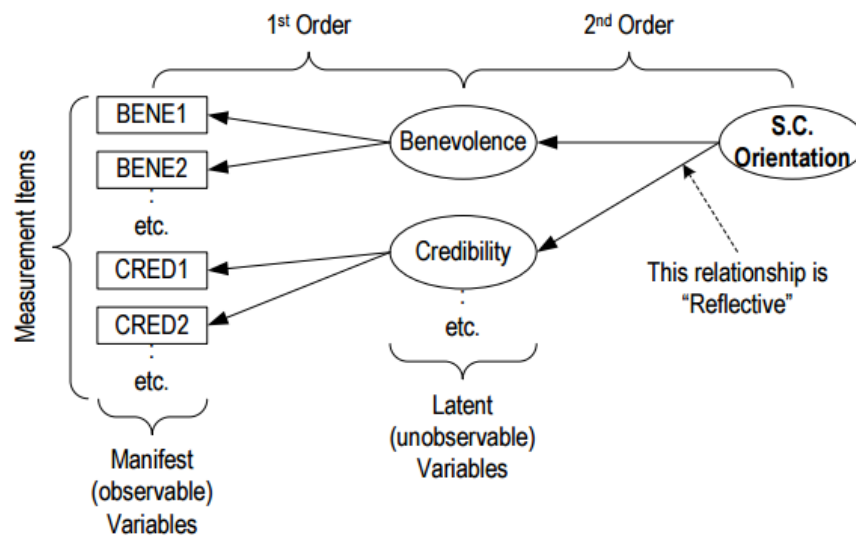 1st Order
2nd Order
BENE1
BENE2
etc.
CRED1
CRED2
etc.
Measurement Items
Manifest
(observable)
Variables
Benevolence
Credibility
etc.
Latent
(unobservable)
Variables
S.C.
Orientation
This relationship is
“Reflective”